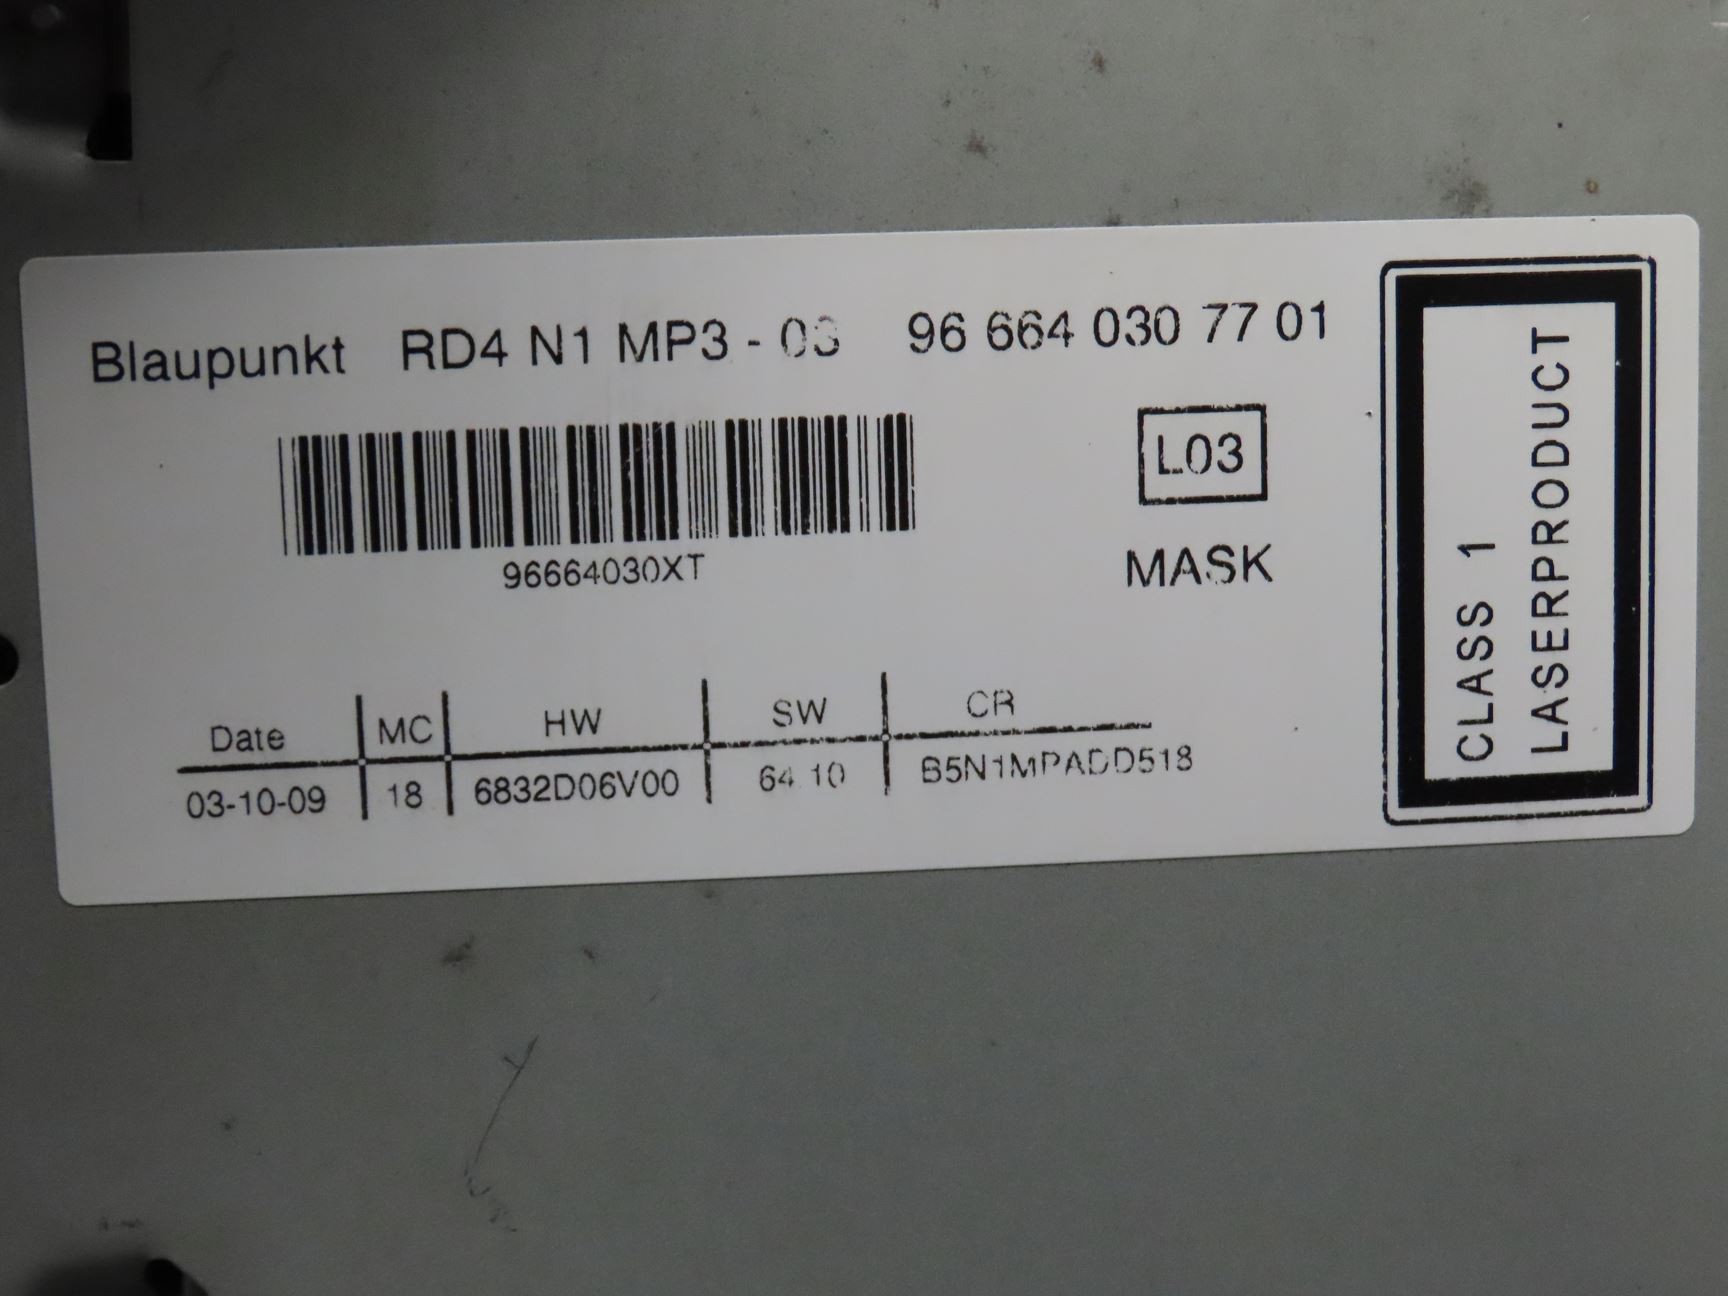 Blaupunkt RD4 N1 MP3 - 03 96 664 030 77 01
L03
96664030XT
MASK
Date MC HW SW CR
03-10-09 18 6832D06V00 64.10 B5N1MPADD518
CLASS 1
LASERPRODUCT